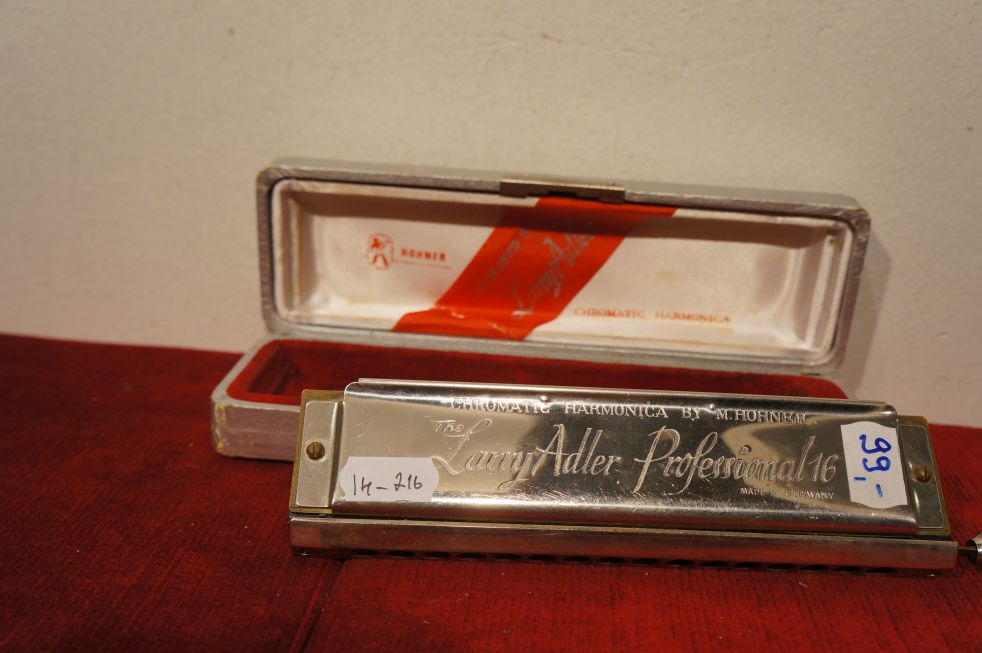 HOHNER
Larry Adler
CHROMATIC HARMONICA
CHROMATIC HARMONICA BY M. HOHNER
The Larry Adler Professional 16
MADE IN GERMANY
14-216
99,-